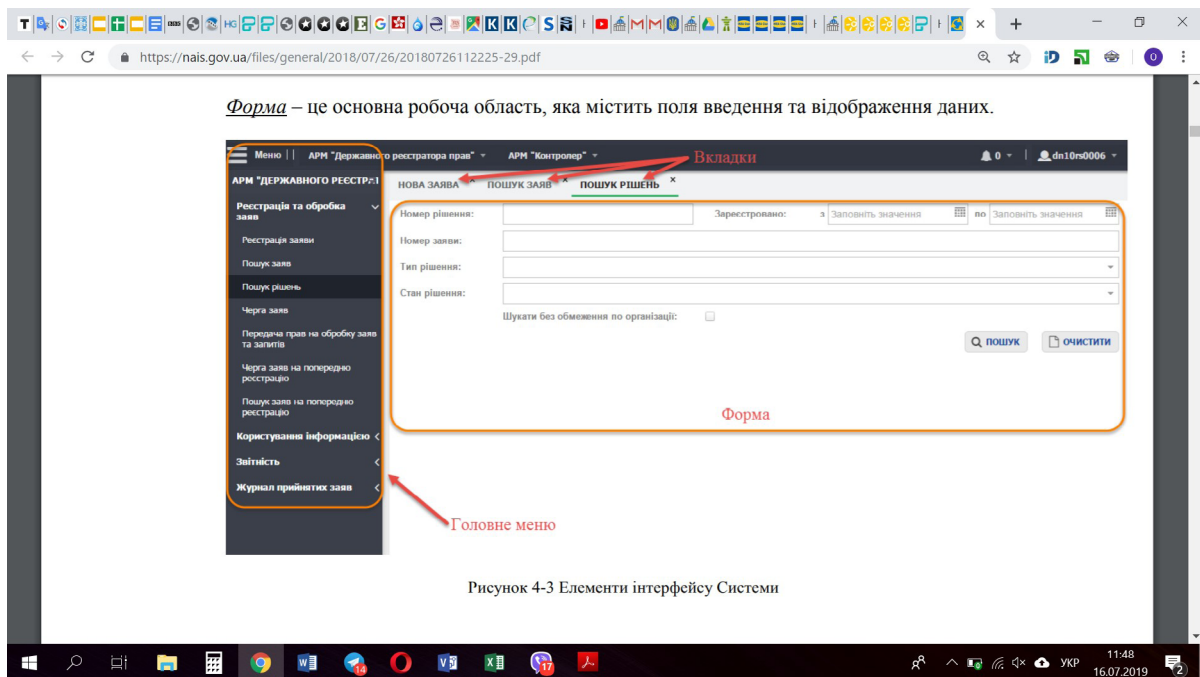 https://nais.gov.ua/files/general/2018/07/26/20180726112225-29.pdf
Форма – це основна робоча область, яка містить поля введення та відображення даних.
Меню | | АРМ "Державного реєстратора прав" АРМ "Контролер" Вкладки 0 dn10rs0006
АРМ "ДЕРЖАВНОГО РЕЄСТРАТ
НОВА ЗАЯВА x ПОШУК ЗАЯВ x ПОШУК РІШЕНЬ x
Реєстрація та обробка
заяв
Реєстрація заяви
Пошук заяв
Пошук рішень
Черга заяв
Передача прав на обробку заяв
та запитів
Черга заяв на попередню
реєстрацію
Пошук заяв на попередню
реєстрацію
Користування інформацією
Звітність
Журнал прийнятих заяв
Номер рішення: Зареєстровано: з Заповніть значення по Заповніть значення
Номер заяви:
Тип рішення:
Стан рішення:
Шукати без обмеження по організації:
ПОШУК ОЧИСТИТИ
Форма
Головне меню
Рисунок 4-3 Елементи інтерфейсу Системи
14 17 УКР 11:48
16.07.2019 2